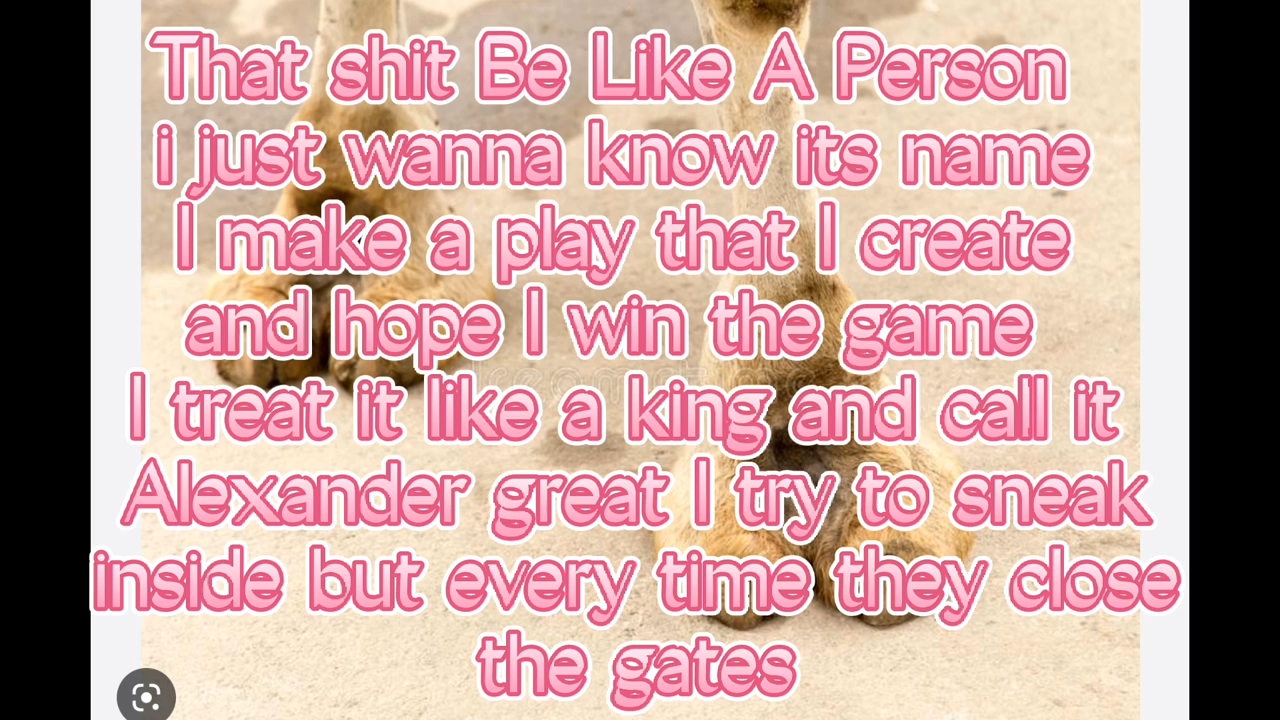 That shit Be Like A Person
i just wanna know its name
I make a play that I create
and hope I win the game
I treat it like a king and call it
Alexander great I try to sneak
inside but every time they close
the gates